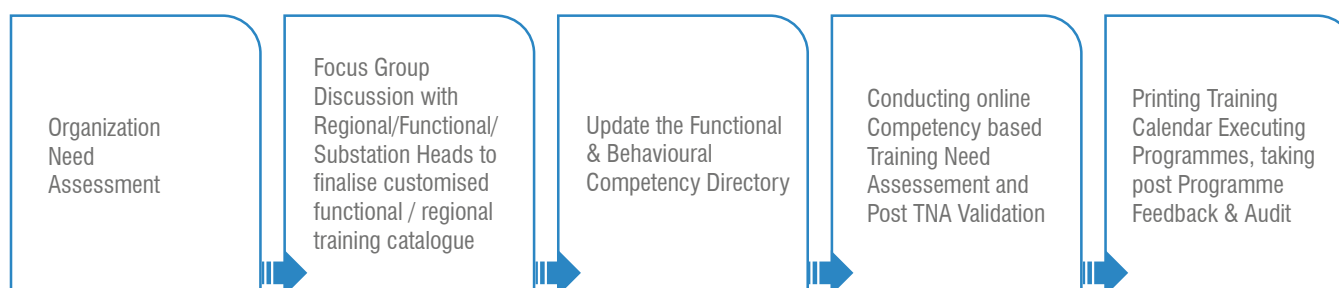 Organization
Need
Assessment
Focus Group
Discussion with
Regional/Functional/
Substation Heads to
finalise customised
functional / regional
training catalogue
Update the Functional
& Behavioural
Competency Directory
Conducting online
Competency based
Training Need
Assessement and
Post TNA Validation
Printing Training
Calendar Executing
Programmes, taking
post Programme
Feedback & Audit